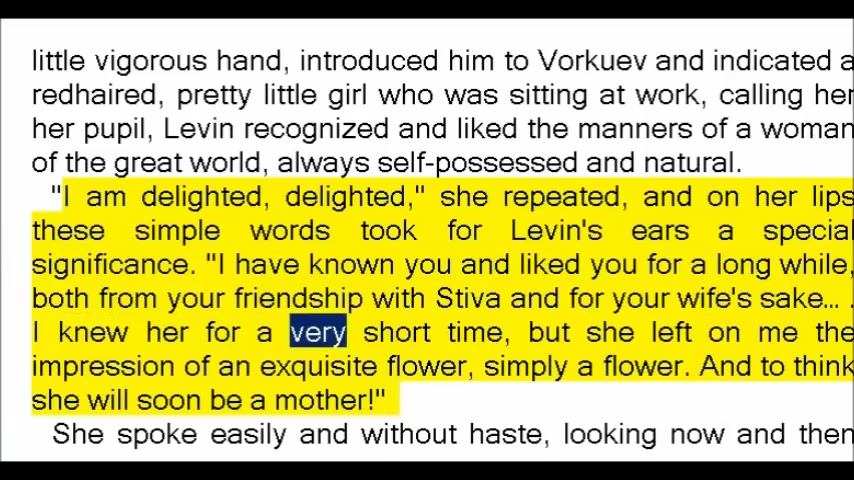 little vigorous hand, introduced him to Vorkuev and indicated a
redhaired, pretty little girl who was sitting at work, calling her
her pupil, Levin recognized and liked the manners of a woman
of the great world, always self-possessed and natural.
"I am delighted, delighted," she repeated, and on her lips
these simple words took for Levin's ears a special
significance. "I have known you and liked you for a long while,
both from your friendship with Stiva and for your wife's sake... .
I knew her for a very short time, but she left on me the
impression of an exquisite flower, simply a flower. And to think
she will soon be a mother!"
She spoke easily and without haste, looking now and then